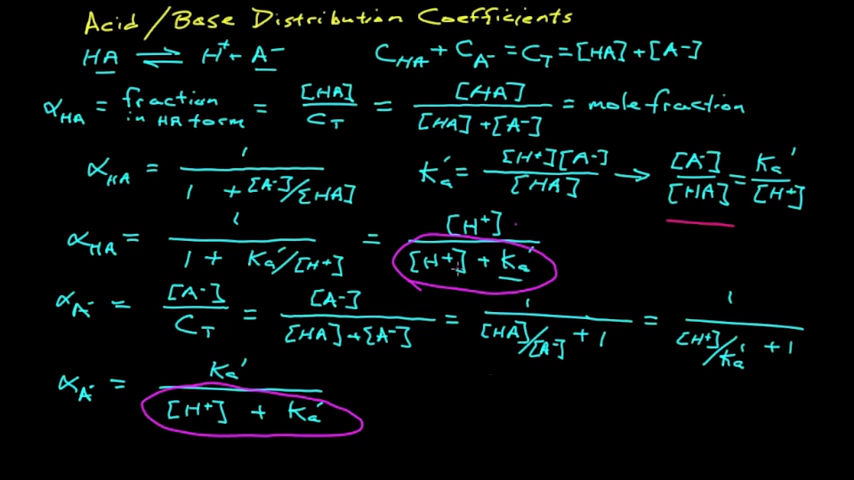 Acid/Base Distribution Coefficients
HA ⇌ H⁺ + A⁻    C_HA + C_A⁻ = C_T = [HA] + [A⁻]
α_HA = fraction in HA form = [HA]/C_T = [HA]/([HA] + [A⁻]) = mole fraction
α_HA = 1/(1 + [A⁻]/[HA])    Ka' = [H⁺][A⁻]/[HA] → [A⁻]/[HA] = Ka'/[H⁺]
α_HA = 1/(1 + Ka'/[H⁺]) = [H⁺]/([H⁺] + Ka')
α_A⁻ = [A⁻]/C_T = [A⁻]/([HA] + [A⁻]) = 1/([HA]/[A⁻] + 1) = 1/([H⁺]/Ka' + 1)
α_A⁻ = Ka'/([H⁺] + Ka')